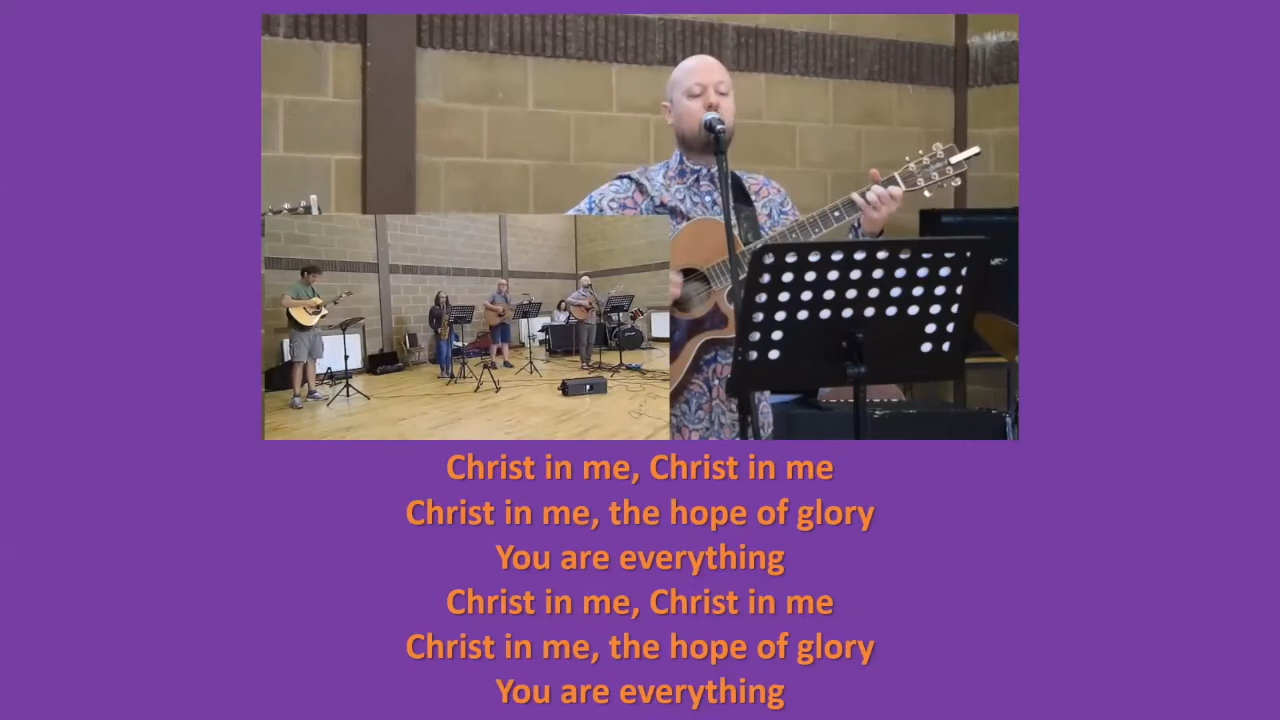 Christ in me, Christ in me
Christ in me, the hope of glory
You are everything
Christ in me, Christ in me
Christ in me, the hope of glory
You are everything